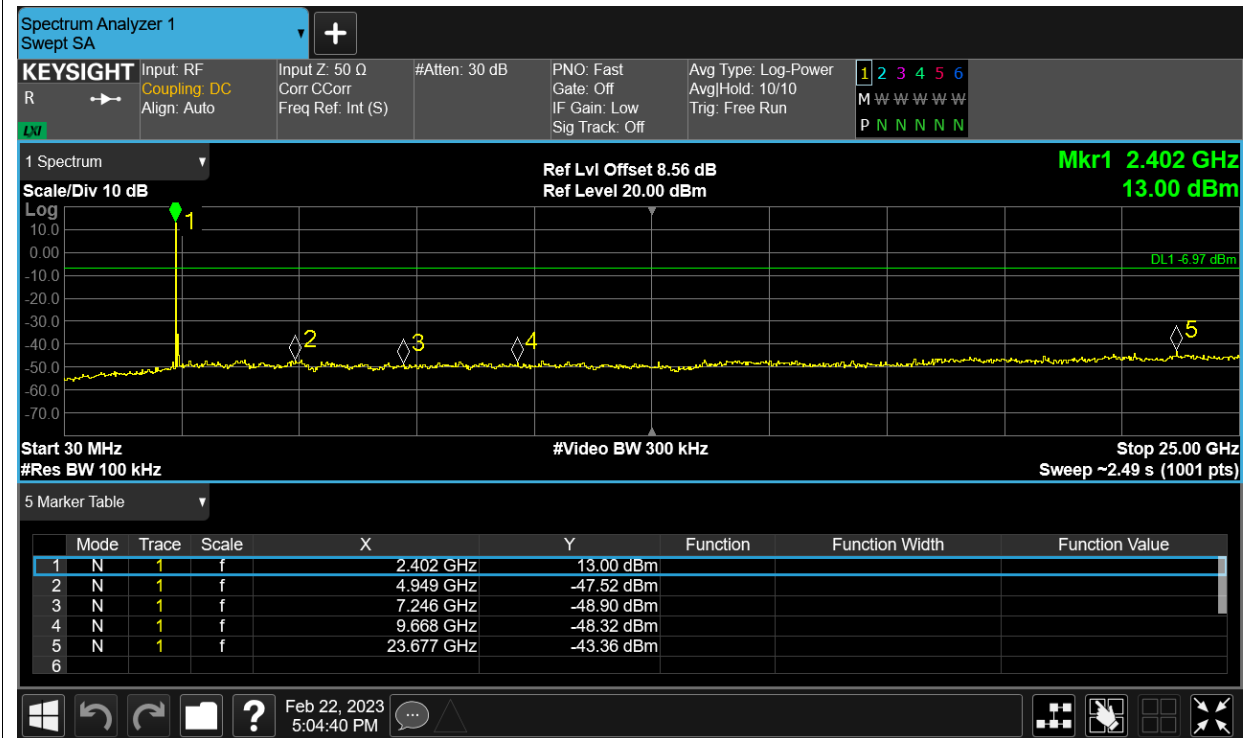 Spectrum Analyzer 1
Swept SA
KEYSIGHT
R
LXI
Input: RF
Coupling: DC
Align: Auto
Input Z: 50 Ω
Corr CCorr
Freq Ref: Int (S)
#Atten: 30 dB
PNO: Fast
Gate: Off
IF Gain: Low
Sig Track: Off
Avg Type: Log-Power
Avg|Hold: 10/10
Trig: Free Run
1 2 3 4 5 6
M W W W W W
P N N N N N
1 Spectrum
Scale/Div 10 dB
Ref Lvl Offset 8.56 dB
Ref Level 20.00 dBm
Mkr1 2.402 GHz
13.00 dBm
Log
10.0
0.00
-10.0
-20.0
-30.0
-40.0
-50.0
-60.0
-70.0
1
2
3
4
5
DL1 -6.97 dBm
Start 30 MHz
#Res BW 100 kHz
#Video BW 300 kHz
Stop 25.00 GHz
Sweep ~2.49 s (1001 pts)
5 Marker Table
Mode Trace Scale X Y Function Function Width Function Value
1 N 1 f 2.402 GHz 13.00 dBm
2 N 1 f 4.949 GHz -47.52 dBm
3 N 1 f 7.246 GHz -48.90 dBm
4 N 1 f 9.668 GHz -48.32 dBm
5 N 1 f 23.677 GHz -43.36 dBm
6
?
Feb 22, 2023
5:04:40 PM